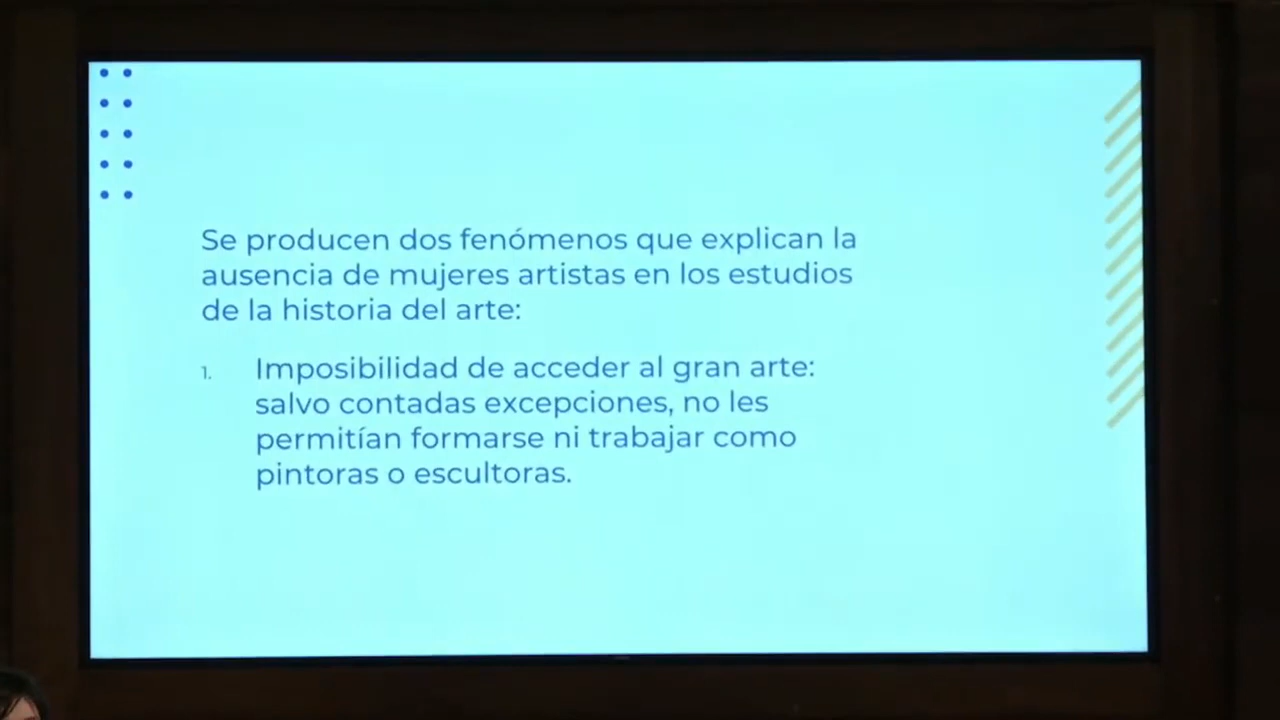 Se producen dos fenómenos que explican la
ausencia de mujeres artistas en los estudios
de la historia del arte:
1. Imposibilidad de acceder al gran arte:
salvo contadas excepciones, no les
permitían formarse ni trabajar como
pintoras o escultoras.